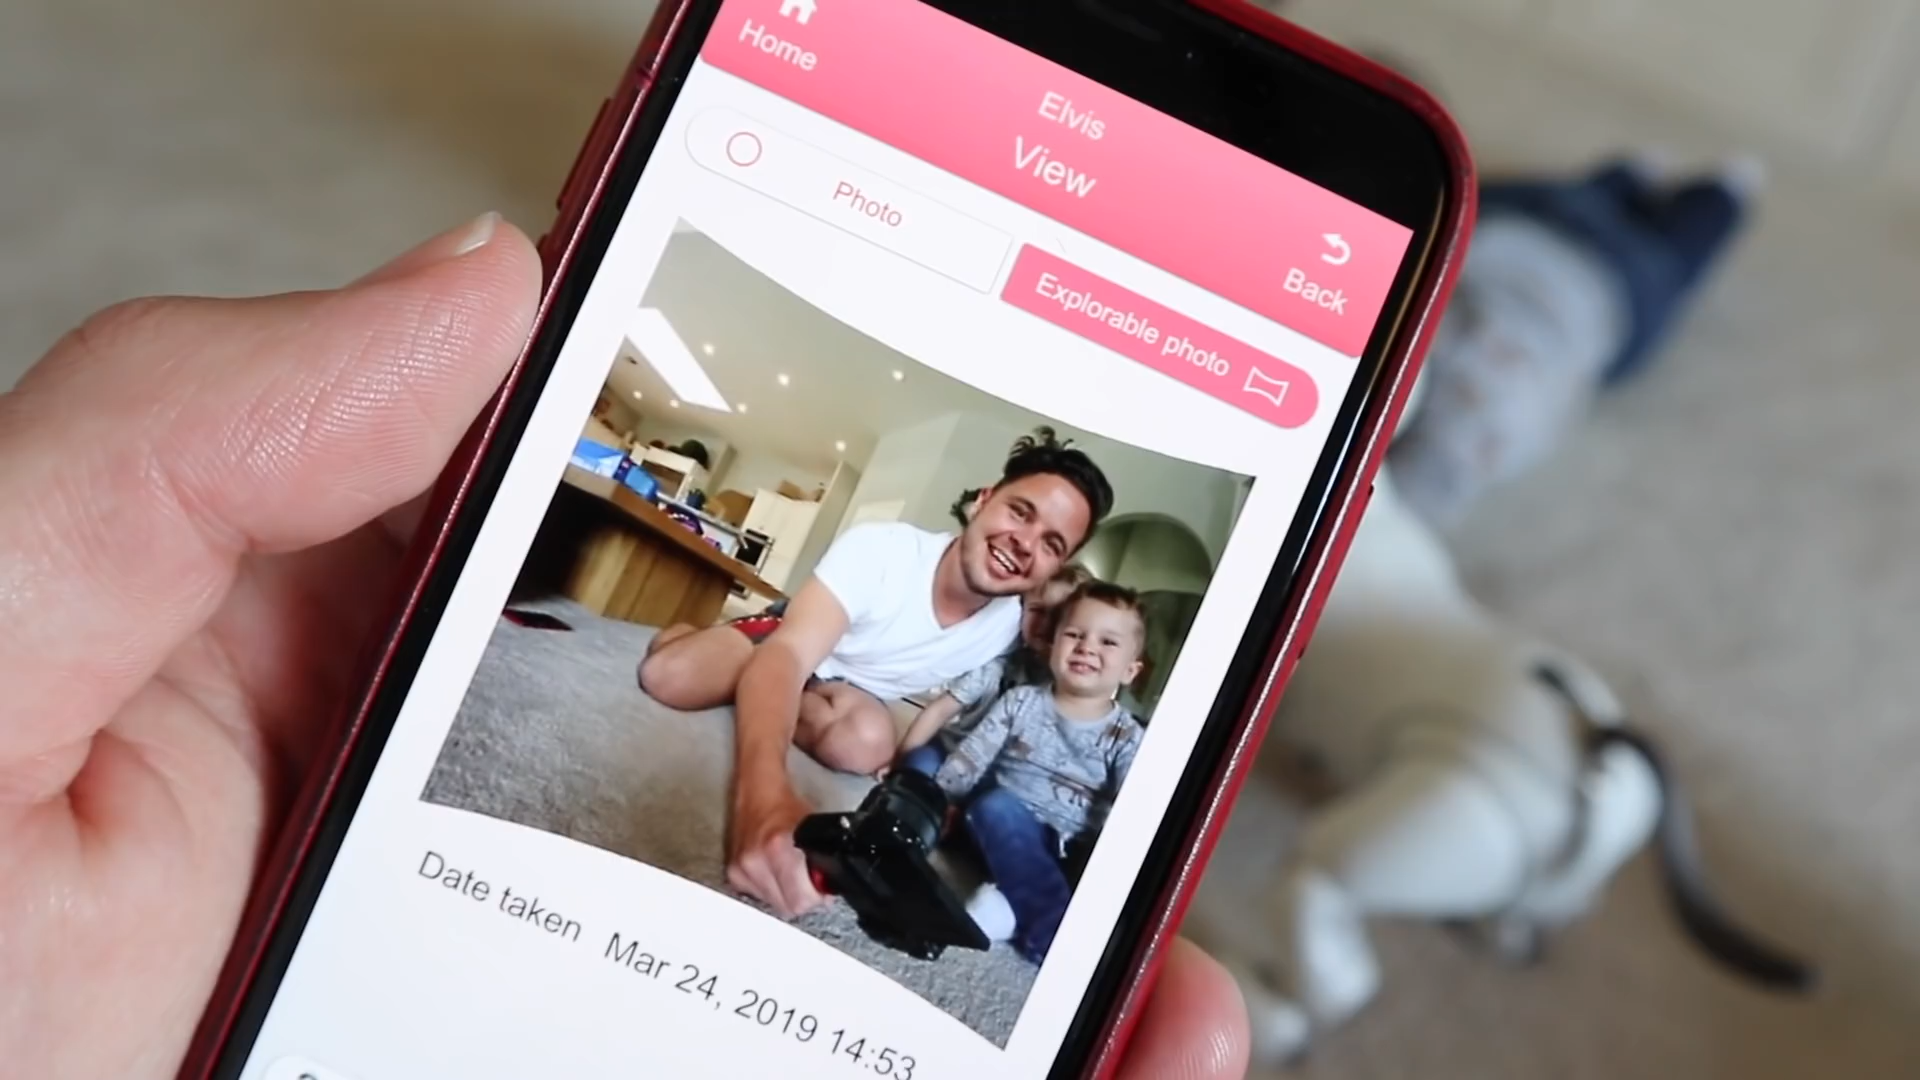 Home
Elvis
View
Back
Photo
Explorable photo
Date taken Mar 24, 2019 14:53